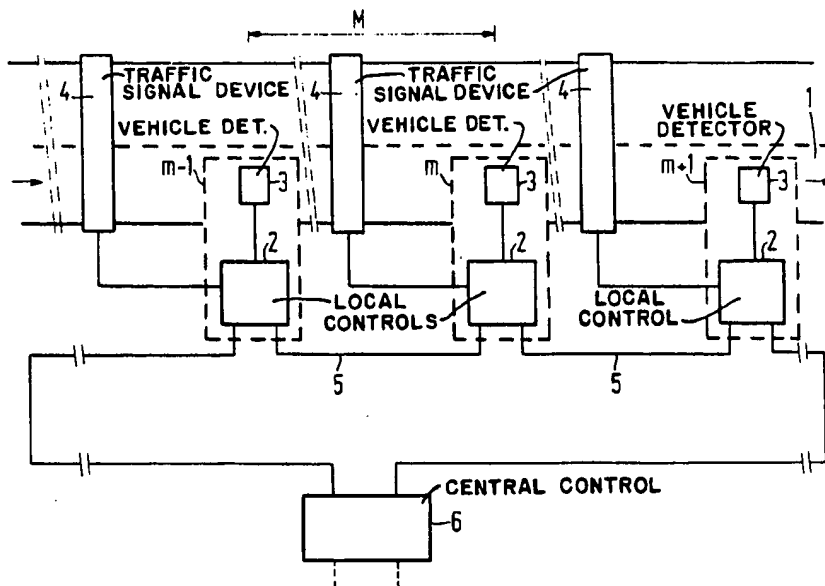 M
TRAFFIC
SIGNAL DEVICE
4
TRAFFIC
SIGNAL DEVICE
4
4
VEHICLE
DETECTOR
1
VEHICLE DET.
VEHICLE DET.
m-1
3
m
3
m+1
3
2
2
2
LOCAL
CONTROLS
LOCAL
CONTROL
5
5
CENTRAL CONTROL
6